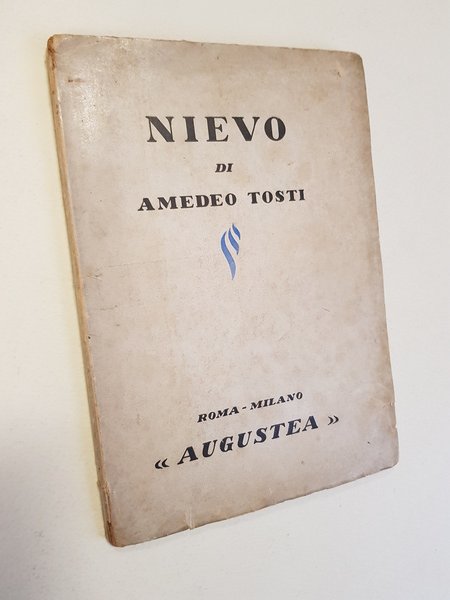 NIEVO
DI
AMEDEO TOSTI
ROMA - MILANO
« AUGUSTEA »